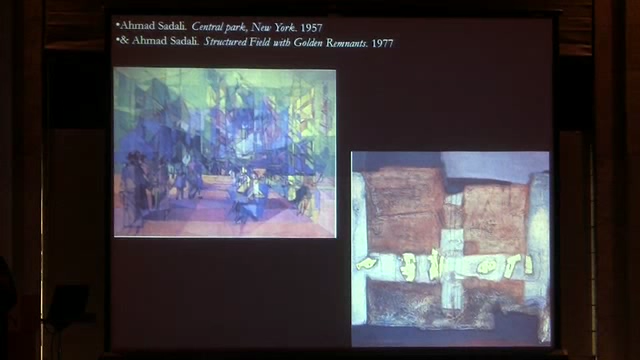 •Ahmad Sadali. Central park, New York. 1957
•& Ahmad Sadali. Structured Field with Golden Remnants. 1977